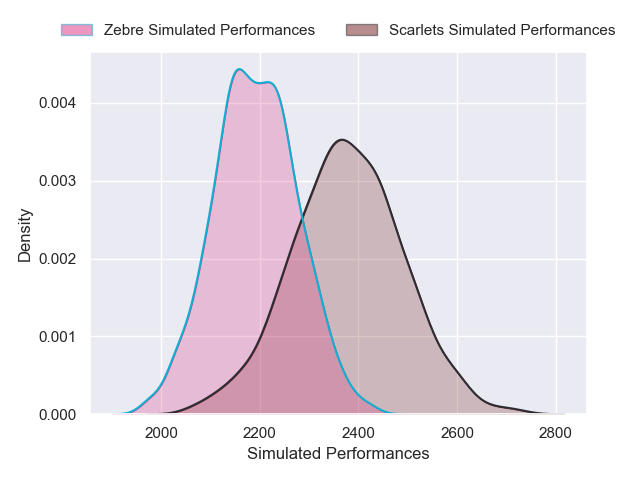 Zebre Simulated Performances
Scarlets Simulated Performances
0.004
0.003
0.002
0.001
0.000
Density
2000
2200
2400
2600
2800
Simulated Performances